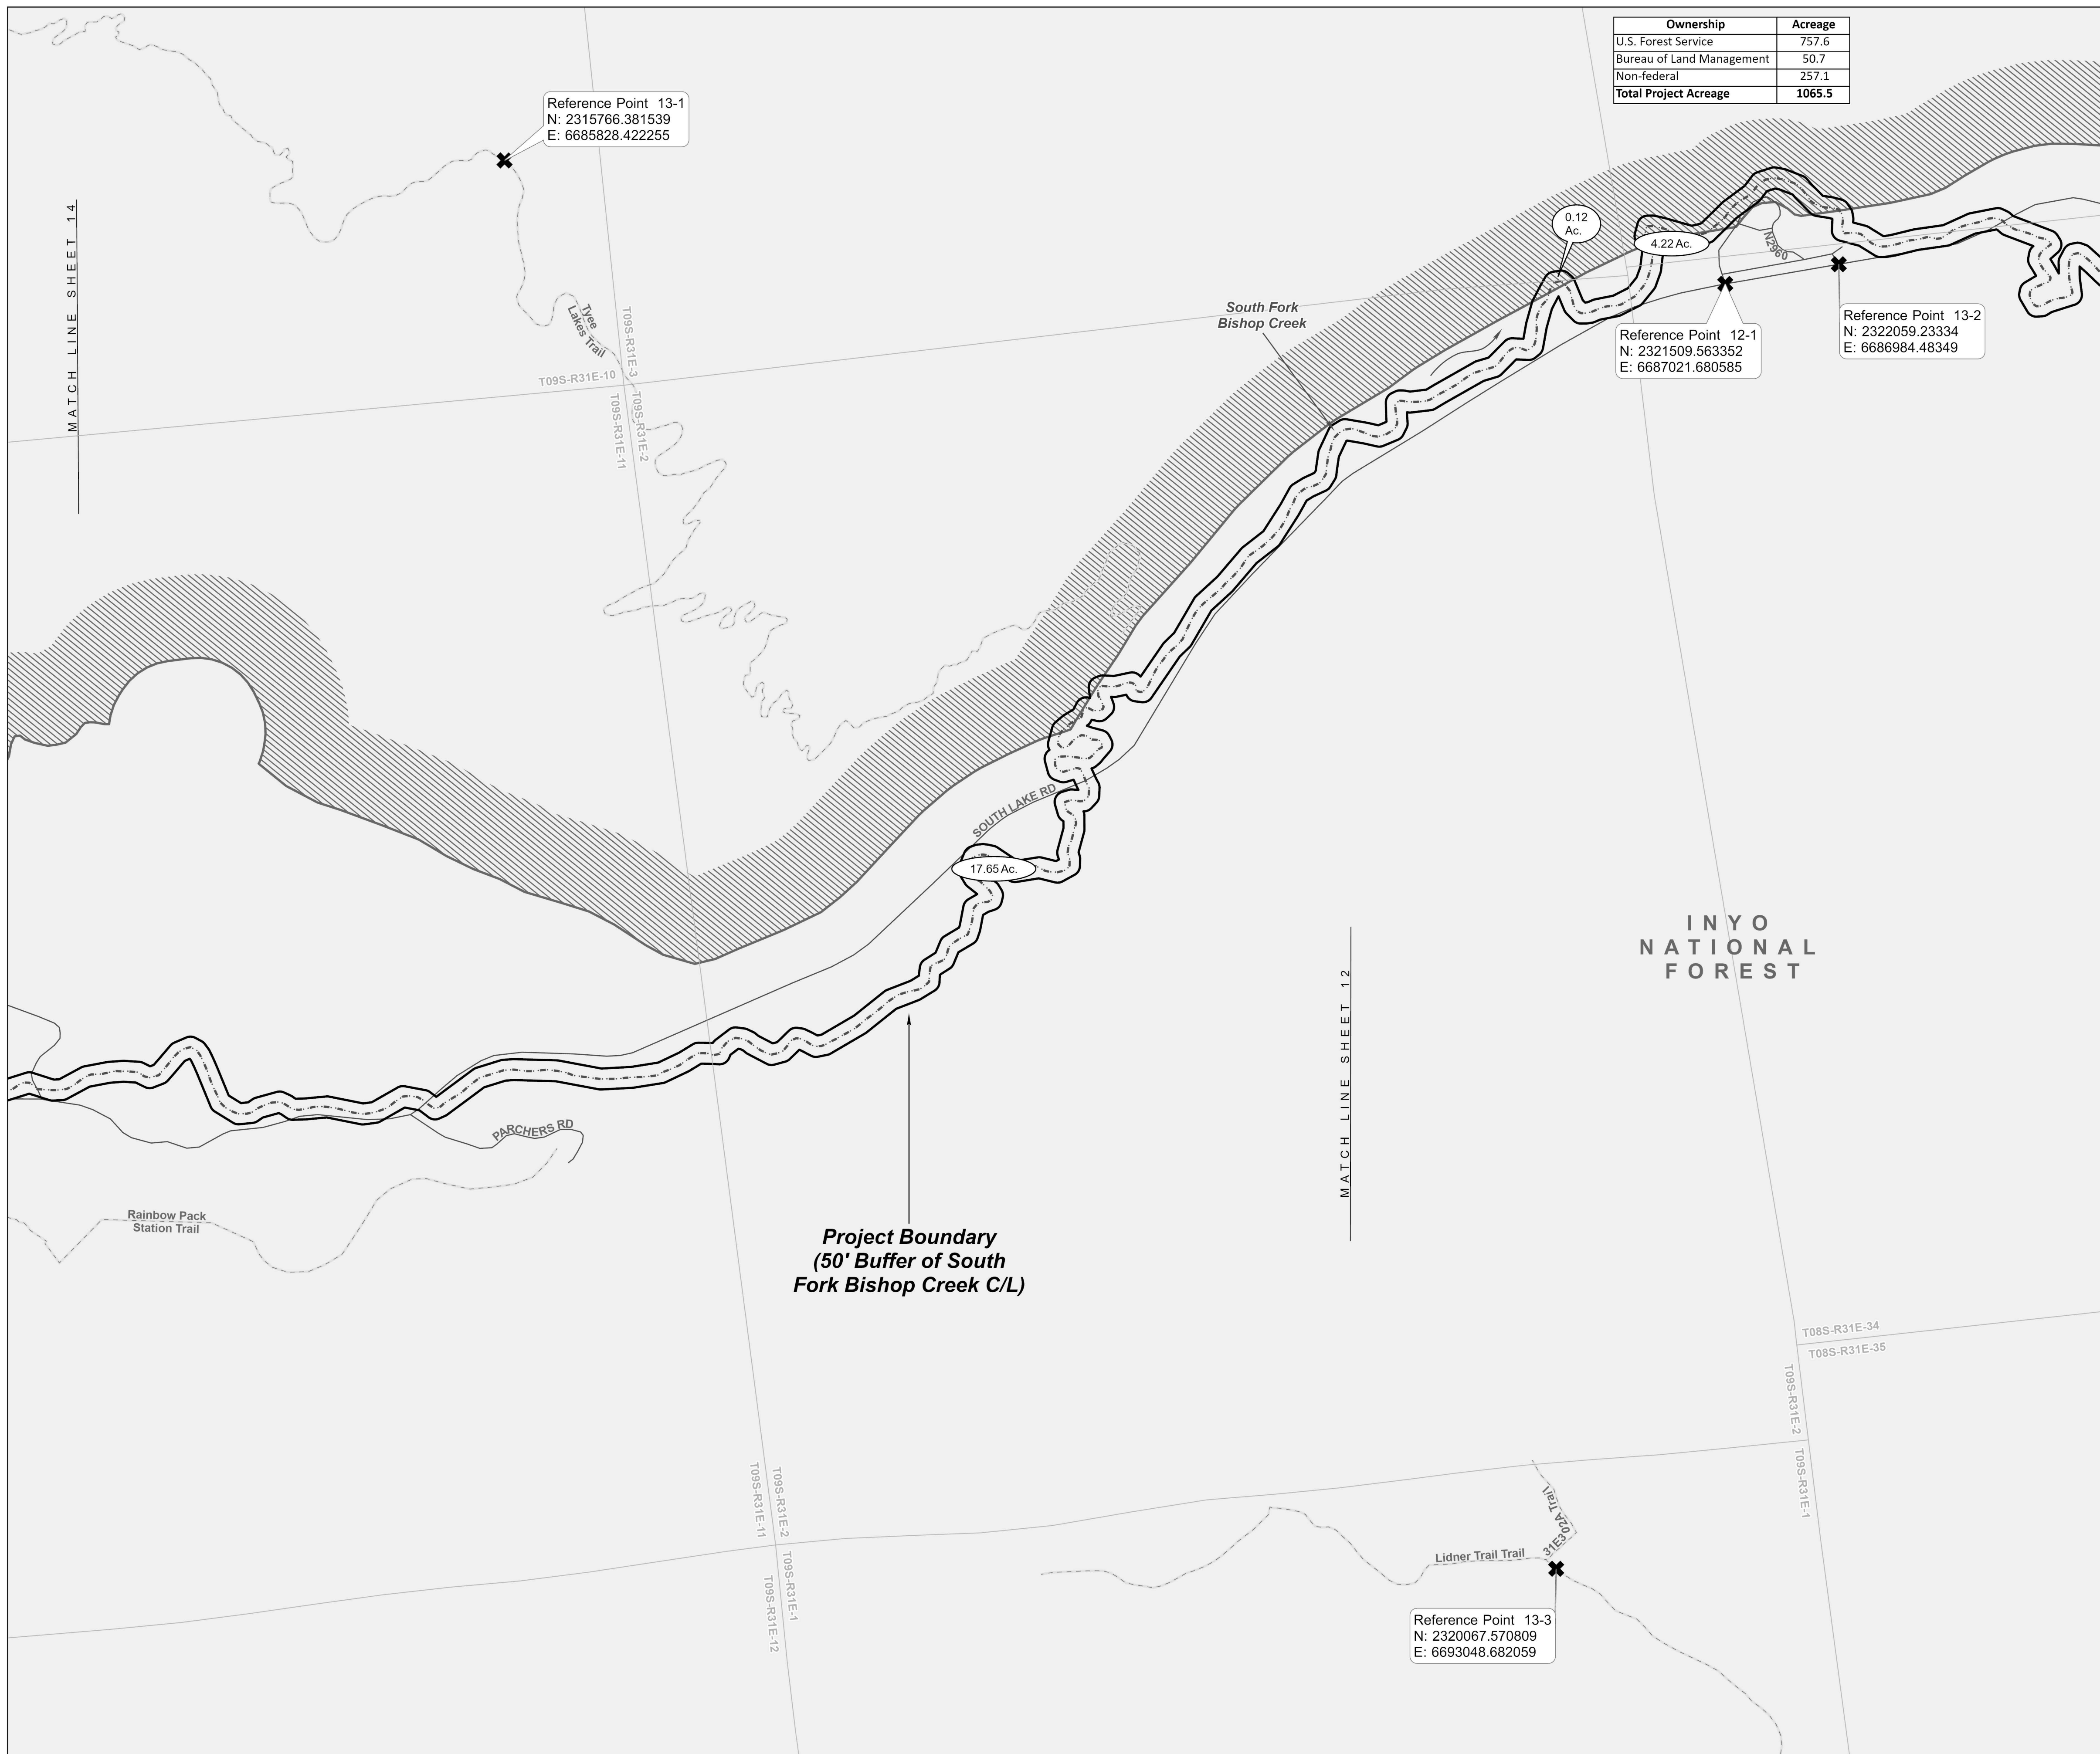 Ownership Acreage
U.S. Forest Service 757.6
Bureau of Land Management 50.7
Non-federal 257.1
Total Project Acreage 1065.5
Reference Point 13-1
N: 2315766.381539
E: 6685828.422255
MATCH LINE SHEET 14
0.12
Ac.
4.22 Ac.
N2960
South Fork
Bishop Creek
Reference Point 12-1
N: 2321509.563352
E: 6687021.680585
Reference Point 13-2
N: 2322059.23334
E: 6686984.48349
Tyee
Lakes Trail
T09S-R31E-3
T09S-R31E-10
T09S-R31E-2
T09S-R31E-11
SOUTH LAKE RD
17.65 Ac.
INYO
NATIONAL
FOREST
MATCH LINE SHEET 12
PARCHERS RD
Rainbow Pack
Station Trail
Project Boundary
(50' Buffer of South
Fork Bishop Creek C/L)
T08S-R31E-34
T08S-R31E-35
T09S-R31E-2
T09S-R31E-1
T09S-R31E-11
T09S-R31E-2
T09S-R31E-1
T09S-R31E-12
31E302A Trail
Lidner Trail Trail
Reference Point 13-3
N: 2320067.570809
E: 6693048.682059